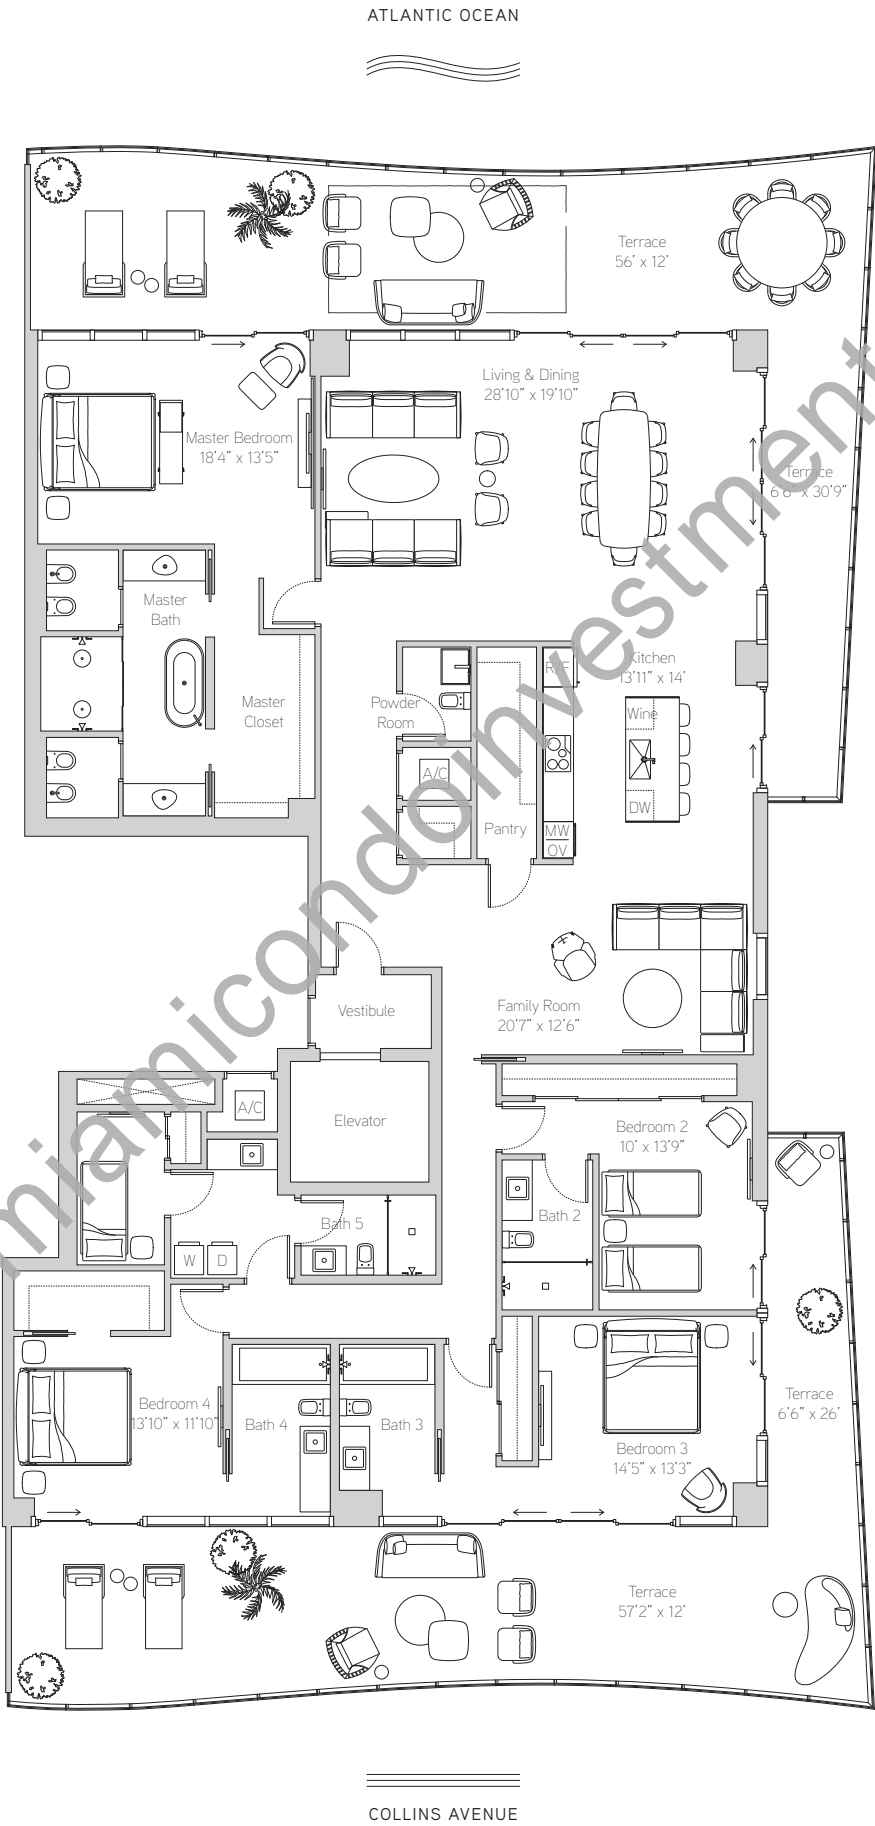 ATLANTIC OCEAN
Terrace
56' x 12'
Living & Dining
28'10" x 19'10"
Master Bedroom
18'4" x 13'5"
Terrace
6'6" x 30'9"
Master
Bath
Kitchen
13'11" x 14'
R/F
Master
Closet
Powder
Room
Wine
A/C
DW
Pantry
MW
OV
Family Room
20'7" x 12'6"
Vestibule
A/C
Elevator
Bedroom 2
10' x 13'9"
Bath 5
Bath 2
W
D
Bedroom 4
13'10" x 11'10"
Bath 4
Bath 3
Terrace
6'6" x 26'
Bedroom 3
14'5" x 13'3"
Terrace
57'2" x 12'
COLLINS AVENUE
miamicondoinvestment